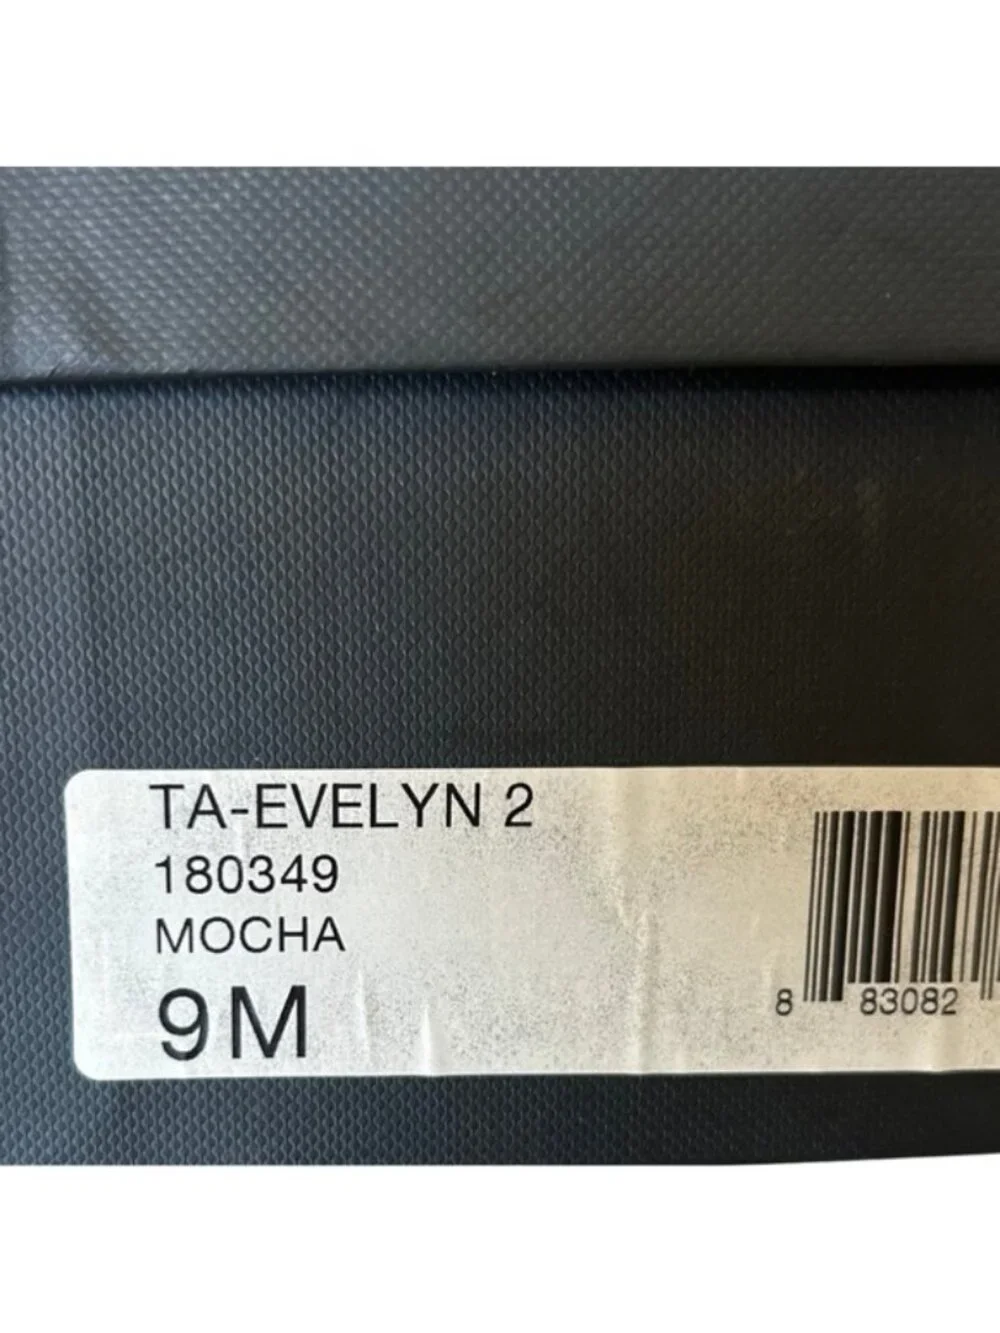 TA-EVELYN 2
180349
MOCHA
9M
8 83082